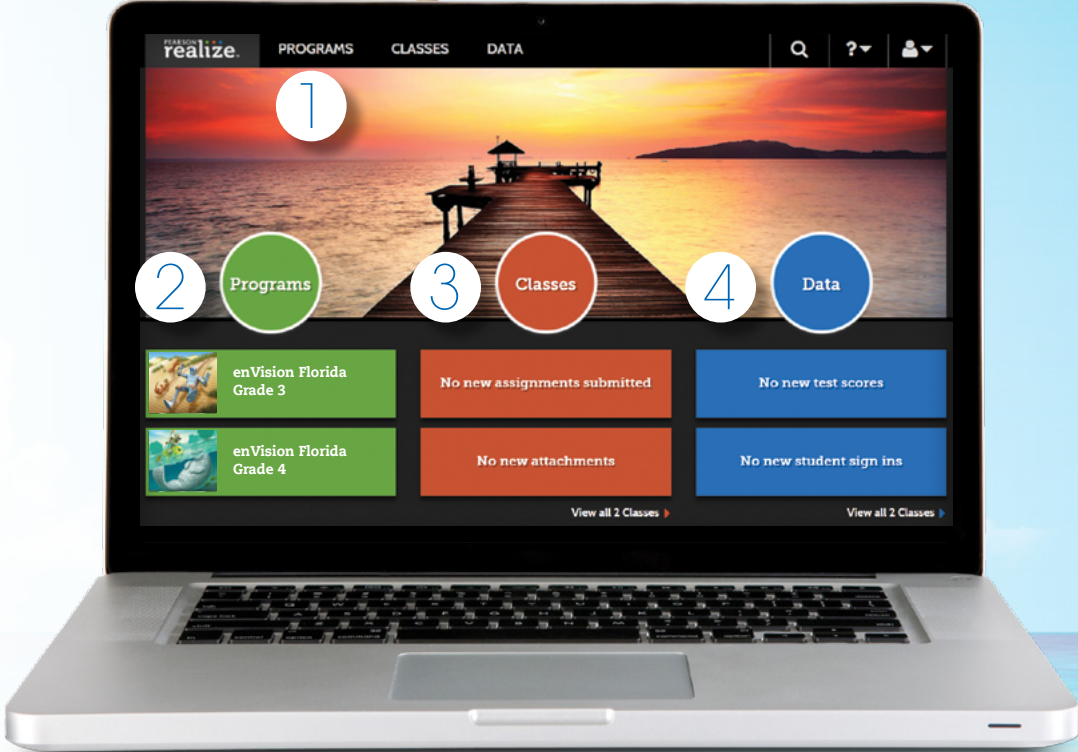 PEARSON
realize.
PROGRAMS CLASSES DATA
?
1
2 Programs
3 Classes
4 Data
enVision Florida
Grade 3
No new assignments submitted
No new test scores
enVision Florida
Grade 4
No new attachments
No new student sign ins
View all 2 Classes
View all 2 Classes